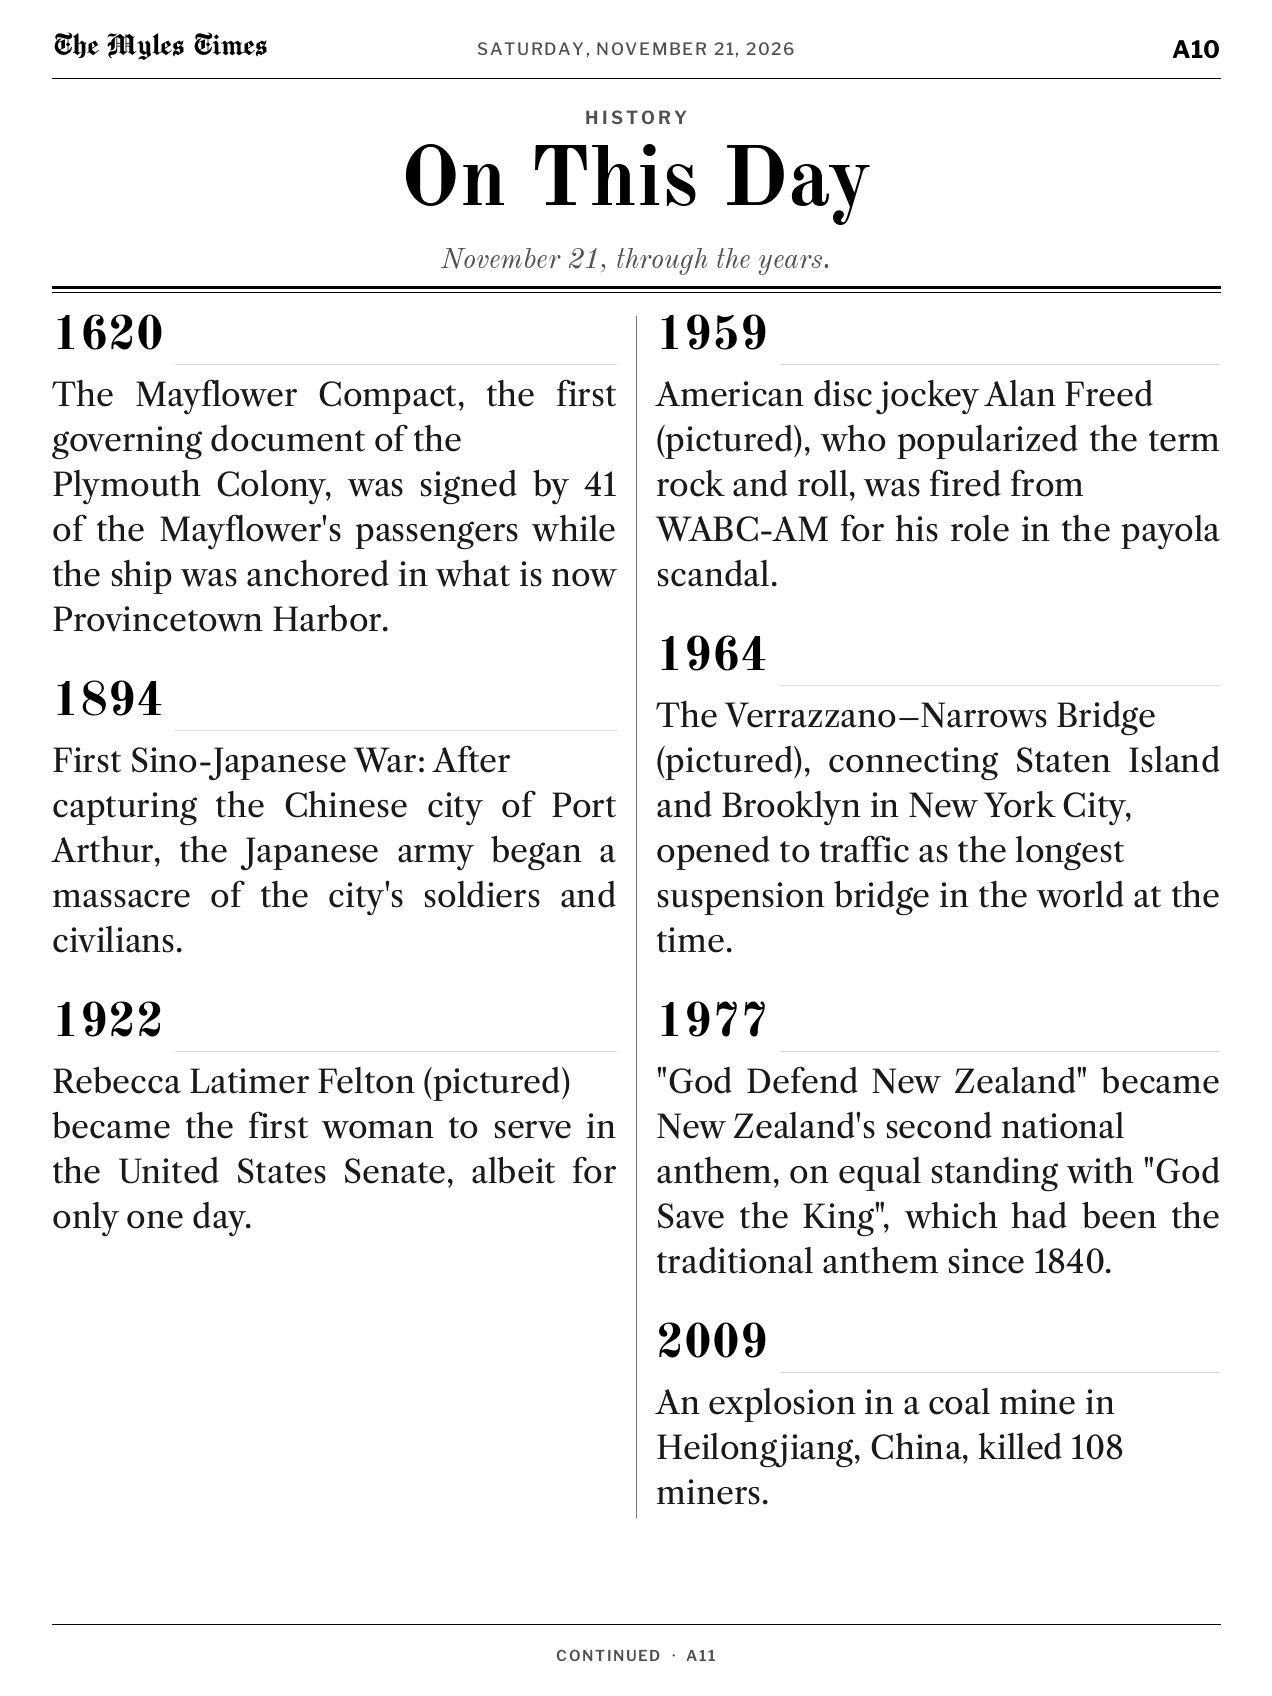 The Myles Times
SATURDAY, NOVEMBER 21, 2026
A10
HISTORY
On This Day
November 21, through the years.
1620
The Mayflower Compact, the first
governing document of the
Plymouth Colony, was signed by 41
of the Mayflower's passengers while
the ship was anchored in what is now
Provincetown Harbor.
1894
First Sino-Japanese War: After
capturing the Chinese city of Port
Arthur, the Japanese army began a
massacre of the city's soldiers and
civilians.
1922
Rebecca Latimer Felton (pictured)
became the first woman to serve in
the United States Senate, albeit for
only one day.
1959
American disc jockey Alan Freed
(pictured), who popularized the term
rock and roll, was fired from
WABC-AM for his role in the payola
scandal.
1964
The Verrazzano–Narrows Bridge
(pictured), connecting Staten Island
and Brooklyn in New York City,
opened to traffic as the longest
suspension bridge in the world at the
time.
1977
"God Defend New Zealand" became
New Zealand's second national
anthem, on equal standing with "God
Save the King", which had been the
traditional anthem since 1840.
2009
An explosion in a coal mine in
Heilongjiang, China, killed 108
miners.
CONTINUED · A11